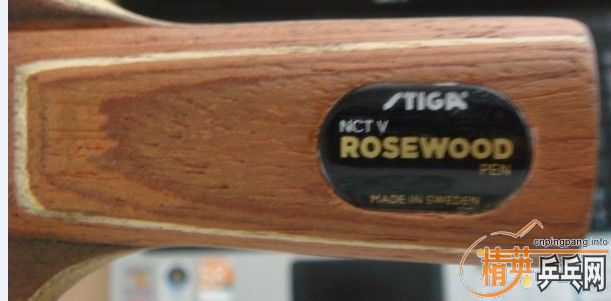 STIGA
NCT V
ROSEWOOD
PEN
MADE IN SWEDEN
cnpingpang.info
精英乒乓网